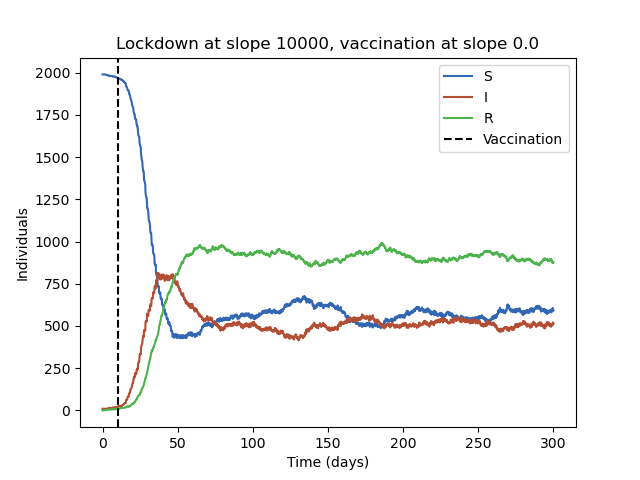 Lockdown at slope 10000, vaccination at slope 0.0
2000
1750
1500
1250
1000
750
500
250
0
Individuals
S
I
R
Vaccination
0 50 100 150 200 250 300
Time (days)